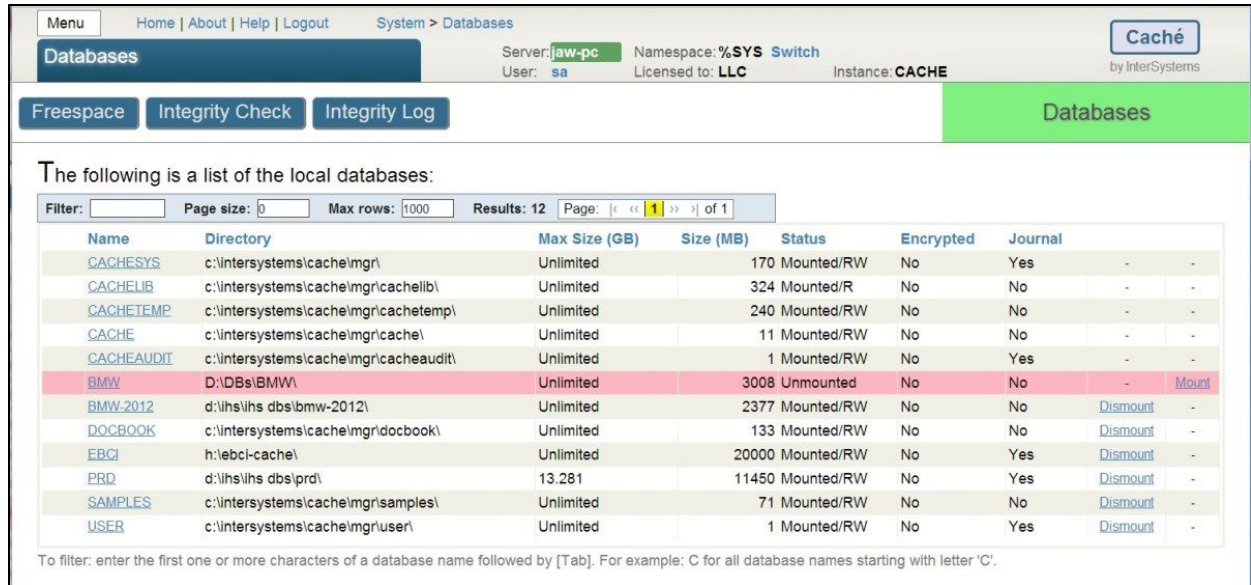 Menu Home | About | Help | Logout System > Databases
Databases
Server: jaw-pc Namespace: %SYS Switch
User: sa Licensed to: LLC Instance: CACHE
Caché
by InterSystems
Freespace Integrity Check Integrity Log Databases
The following is a list of the local databases:
Filter: Page size: 0 Max rows: 1000 Results: 12 Page: |< << 1 >> >| of 1
Name Directory Max Size (GB) Size (MB) Status Encrypted Journal
CACHESYS c:\intersystems\cache\mgr\ Unlimited 170 Mounted/RW No Yes - -
CACHELIB c:\intersystems\cache\mgr\cachelib\ Unlimited 324 Mounted/R No No - -
CACHETEMP c:\intersystems\cache\mgr\cachetemp\ Unlimited 240 Mounted/RW No No - -
CACHE c:\intersystems\cache\mgr\cache\ Unlimited 11 Mounted/RW No No - -
CACHEAUDIT c:\intersystems\cache\mgr\cacheaudit\ Unlimited 1 Mounted/RW No Yes - -
BMW D:\DBs\BMW\ Unlimited 3008 Unmounted No No - Mount
BMW-2012 d:\ihs\ihs dbs\bmw-2012\ Unlimited 2377 Mounted/RW No No Dismount -
DOCBOOK c:\intersystems\cache\mgr\docbook\ Unlimited 133 Mounted/RW No No Dismount -
EBCI h:\ebci-cache\ Unlimited 20000 Mounted/RW No Yes Dismount -
PRD d:\ihs\ihs dbs\prd\ 13.281 11450 Mounted/RW No Yes Dismount -
SAMPLES c:\intersystems\cache\mgr\samples\ Unlimited 71 Mounted/RW No No Dismount -
USER c:\intersystems\cache\mgr\user\ Unlimited 1 Mounted/RW No Yes Dismount -
To filter: enter the first one or more characters of a database name followed by [Tab]. For example: C for all database names starting with letter 'C'.